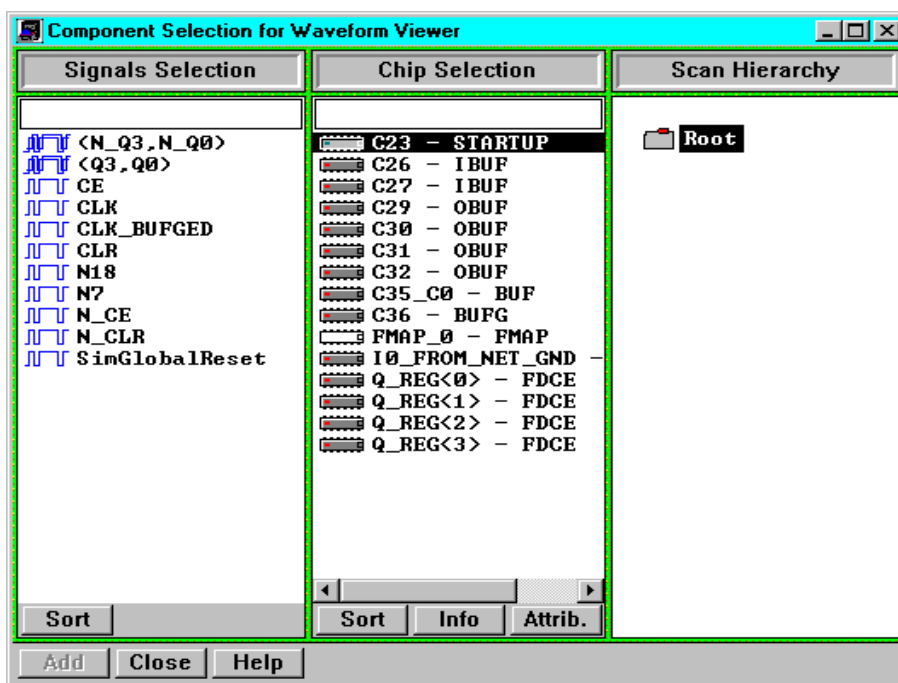 Component Selection for Waveform Viewer
Signals Selection
Chip Selection
Scan Hierarchy
<N_Q3,N_Q0>
<Q3,Q0>
CE
CLK
CLK_BUFGED
CLR
N18
N7
N_CE
N_CLR
SimGlobalReset
Sort
C23 - STARTUP
C26 - IBUF
C27 - IBUF
C29 - OBUF
C30 - OBUF
C31 - OBUF
C32 - OBUF
C35_C0 - BUF
C36 - BUFG
FMAP_0 - FMAP
I0_FROM_NET_GND -
Q_REG<0> - FDCE
Q_REG<1> - FDCE
Q_REG<2> - FDCE
Q_REG<3> - FDCE
Sort Info Attrib.
Root
Add Close Help